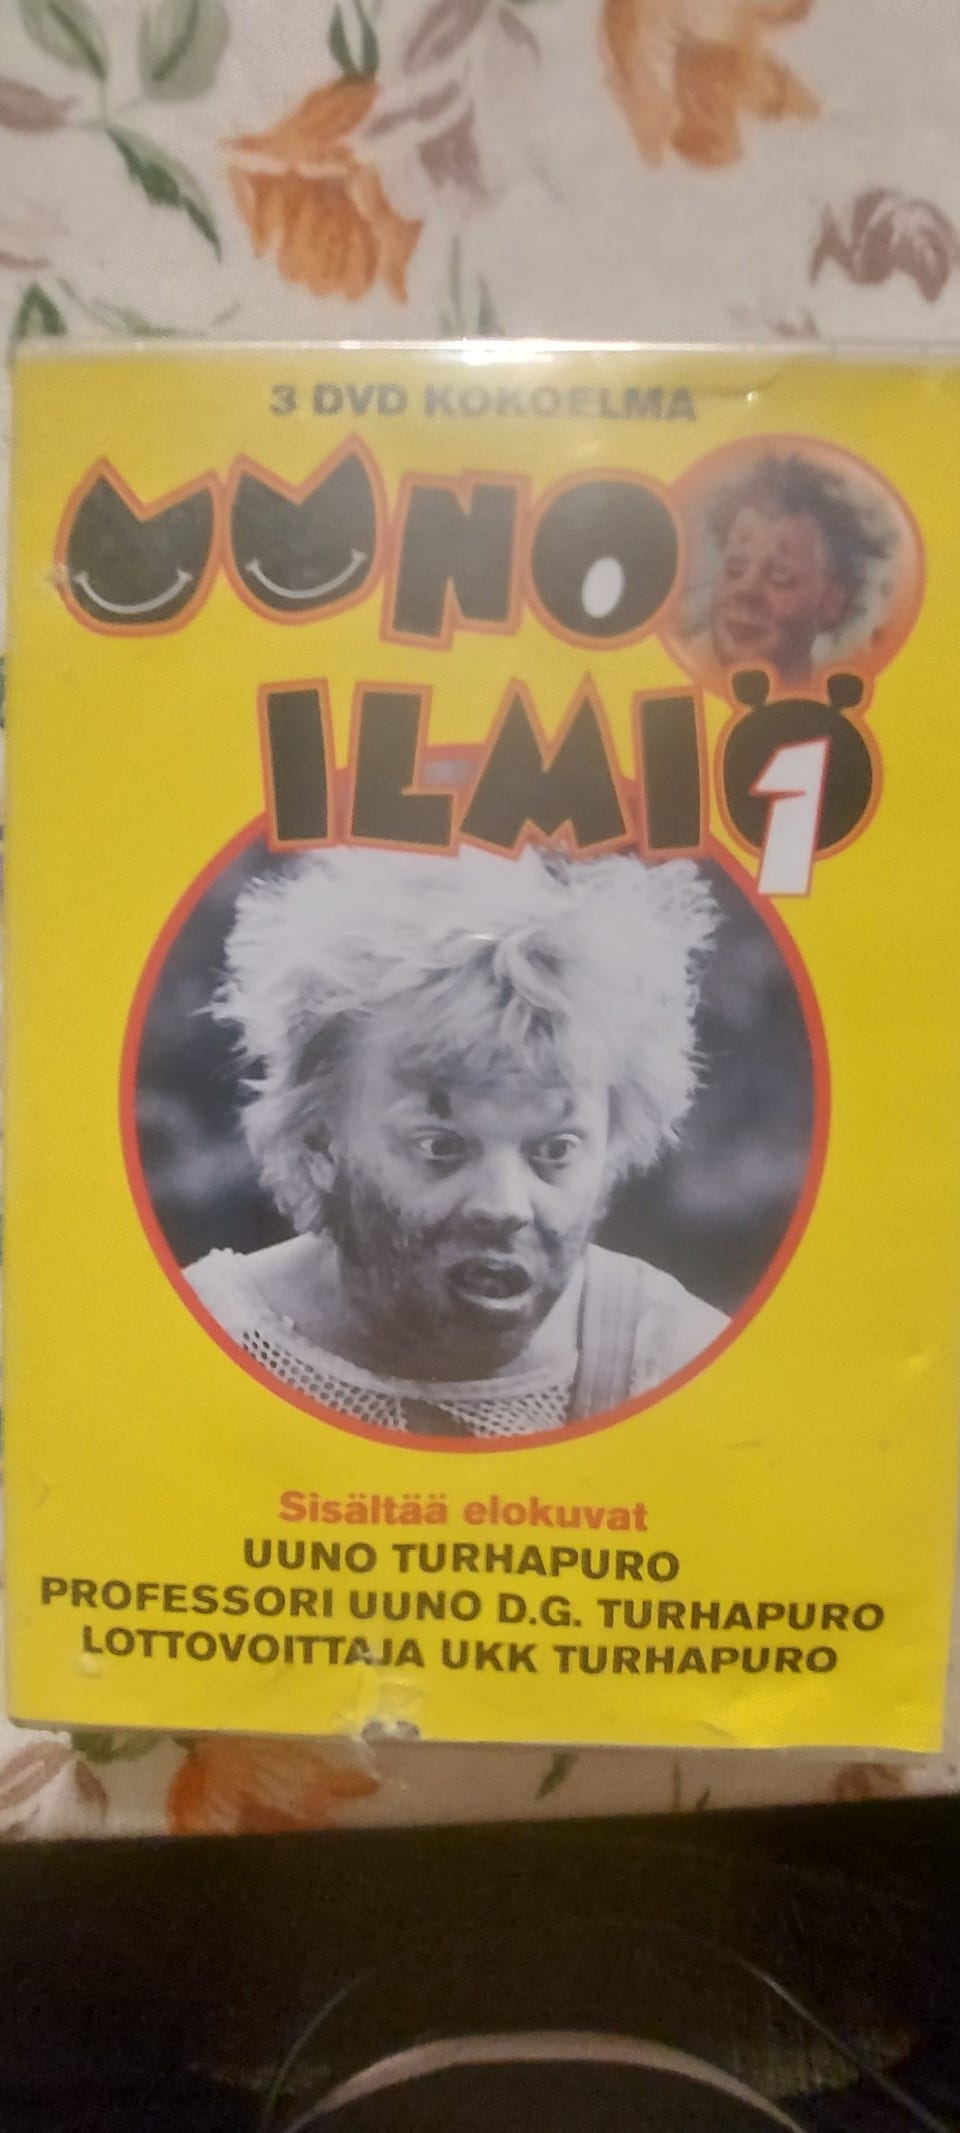 3 DVD KOKOELMA
UUNO
ILMIÖ
1
Sisältää elokuvat
UUNO TURHAPURO
PROFESSORI UUNO D.G. TURHAPURO
LOTTOVOITTAJA UKK TURHAPURO